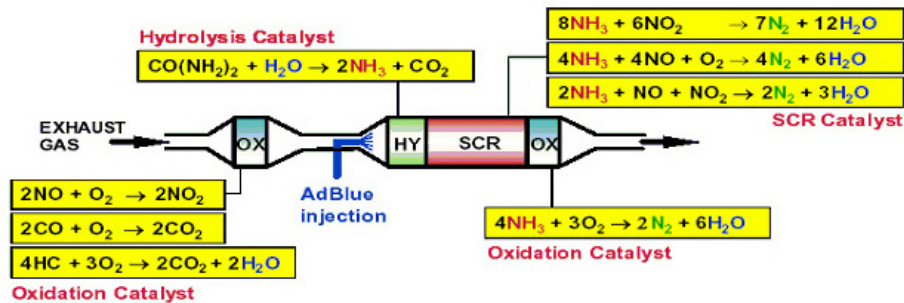 Hydrolysis Catalyst
CO(NH₂)₂ + H₂O → 2NH₃ + CO₂
8NH₃ + 6NO₂ → 7N₂ + 12H₂O
4NH₃ + 4NO + O₂ → 4N₂ + 6H₂O
2NH₃ + NO + NO₂ → 2N₂ + 3H₂O
SCR Catalyst
EXHAUST
GAS
OX
HY
SCR
OX
AdBlue
injection
2NO + O₂ → 2NO₂
2CO + O₂ → 2CO₂
4HC + 3O₂ → 2CO₂ + 2H₂O
Oxidation Catalyst
4NH₃ + 3O₂ → 2N₂ + 6H₂O
Oxidation Catalyst